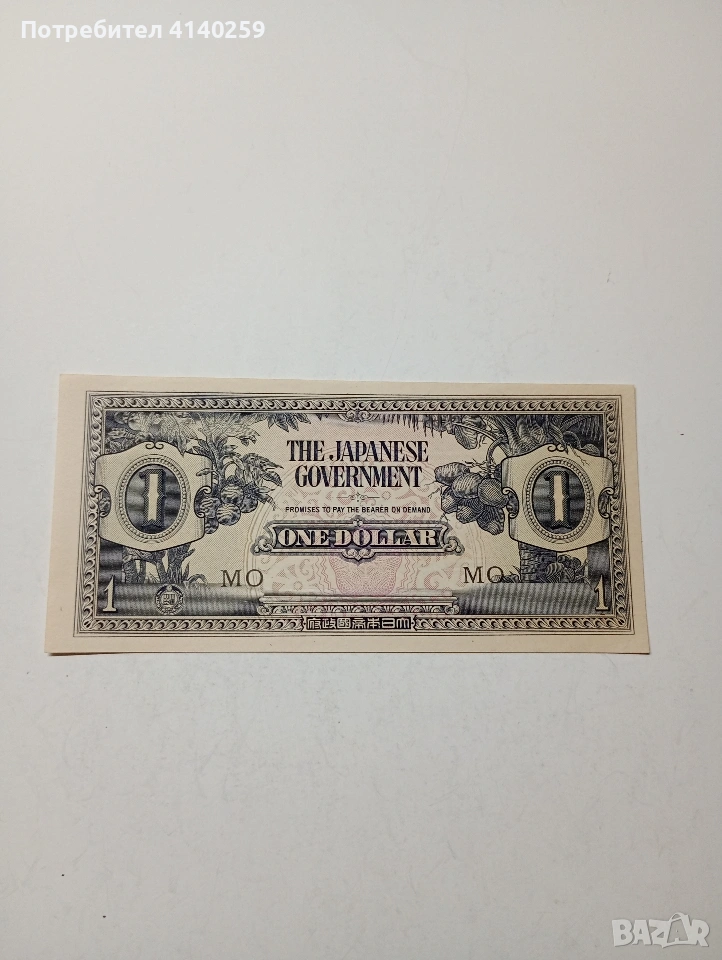 Потребител 4140259
THE JAPANESE
GOVERNMENT
PROMISES TO PAY THE BEARER ON DEMAND
ONE DOLLAR
1 1
MO MO
1 1
府政國帝本日大
BAZAR